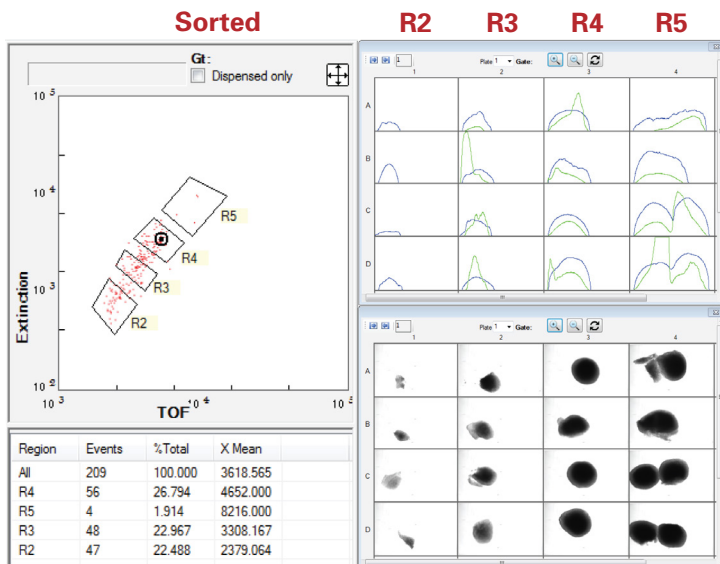 Sorted R2 R3 R4 R5
Gt:
Dispensed only
10 5
10 4
10 3
10 2
Extinction
R5
R4
R3
R2
10 3 10 4 10 5
TOF
Region Events %Total X Mean
All 209 100.000 3618.565
R4 56 26.794 4652.000
R5 4 1.914 8216.000
R3 48 22.967 3308.167
R2 47 22.488 2379.064
1 Plate 1 Gate:
1 2 3 4
A
B
C
D
1 Plate 1 Gate:
1 2 3 4
A
B
C
D